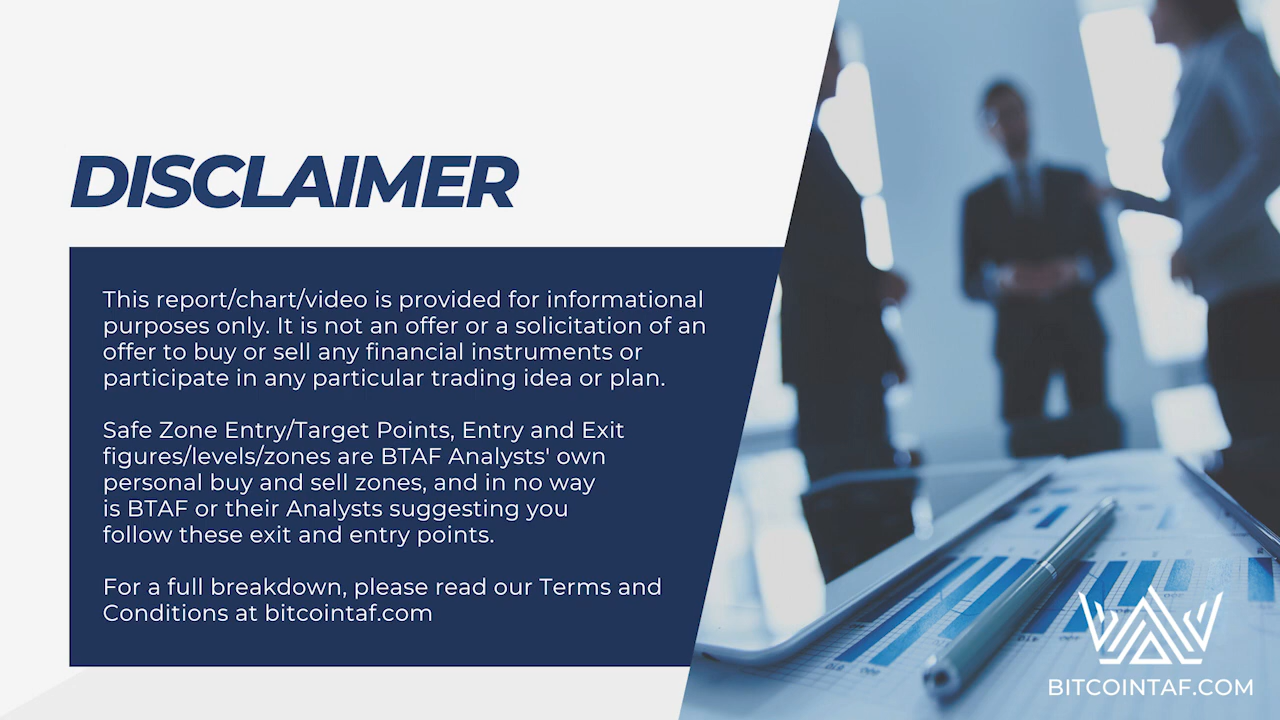 DISCLAIMER
This report/chart/video is provided for informational
purposes only. It is not an offer or a solicitation of an
offer to buy or sell any financial instruments or
participate in any particular trading idea or plan.
Safe Zone Entry/Target Points, Entry and Exit
figures/levels/zones are BTAF Analysts' own
personal buy and sell zones, and in no way
is BTAF or their Analysts suggesting you
follow these exit and entry points.
For a full breakdown, please read our Terms and
Conditions at bitcointaf.com
BITCOINTAF.COM